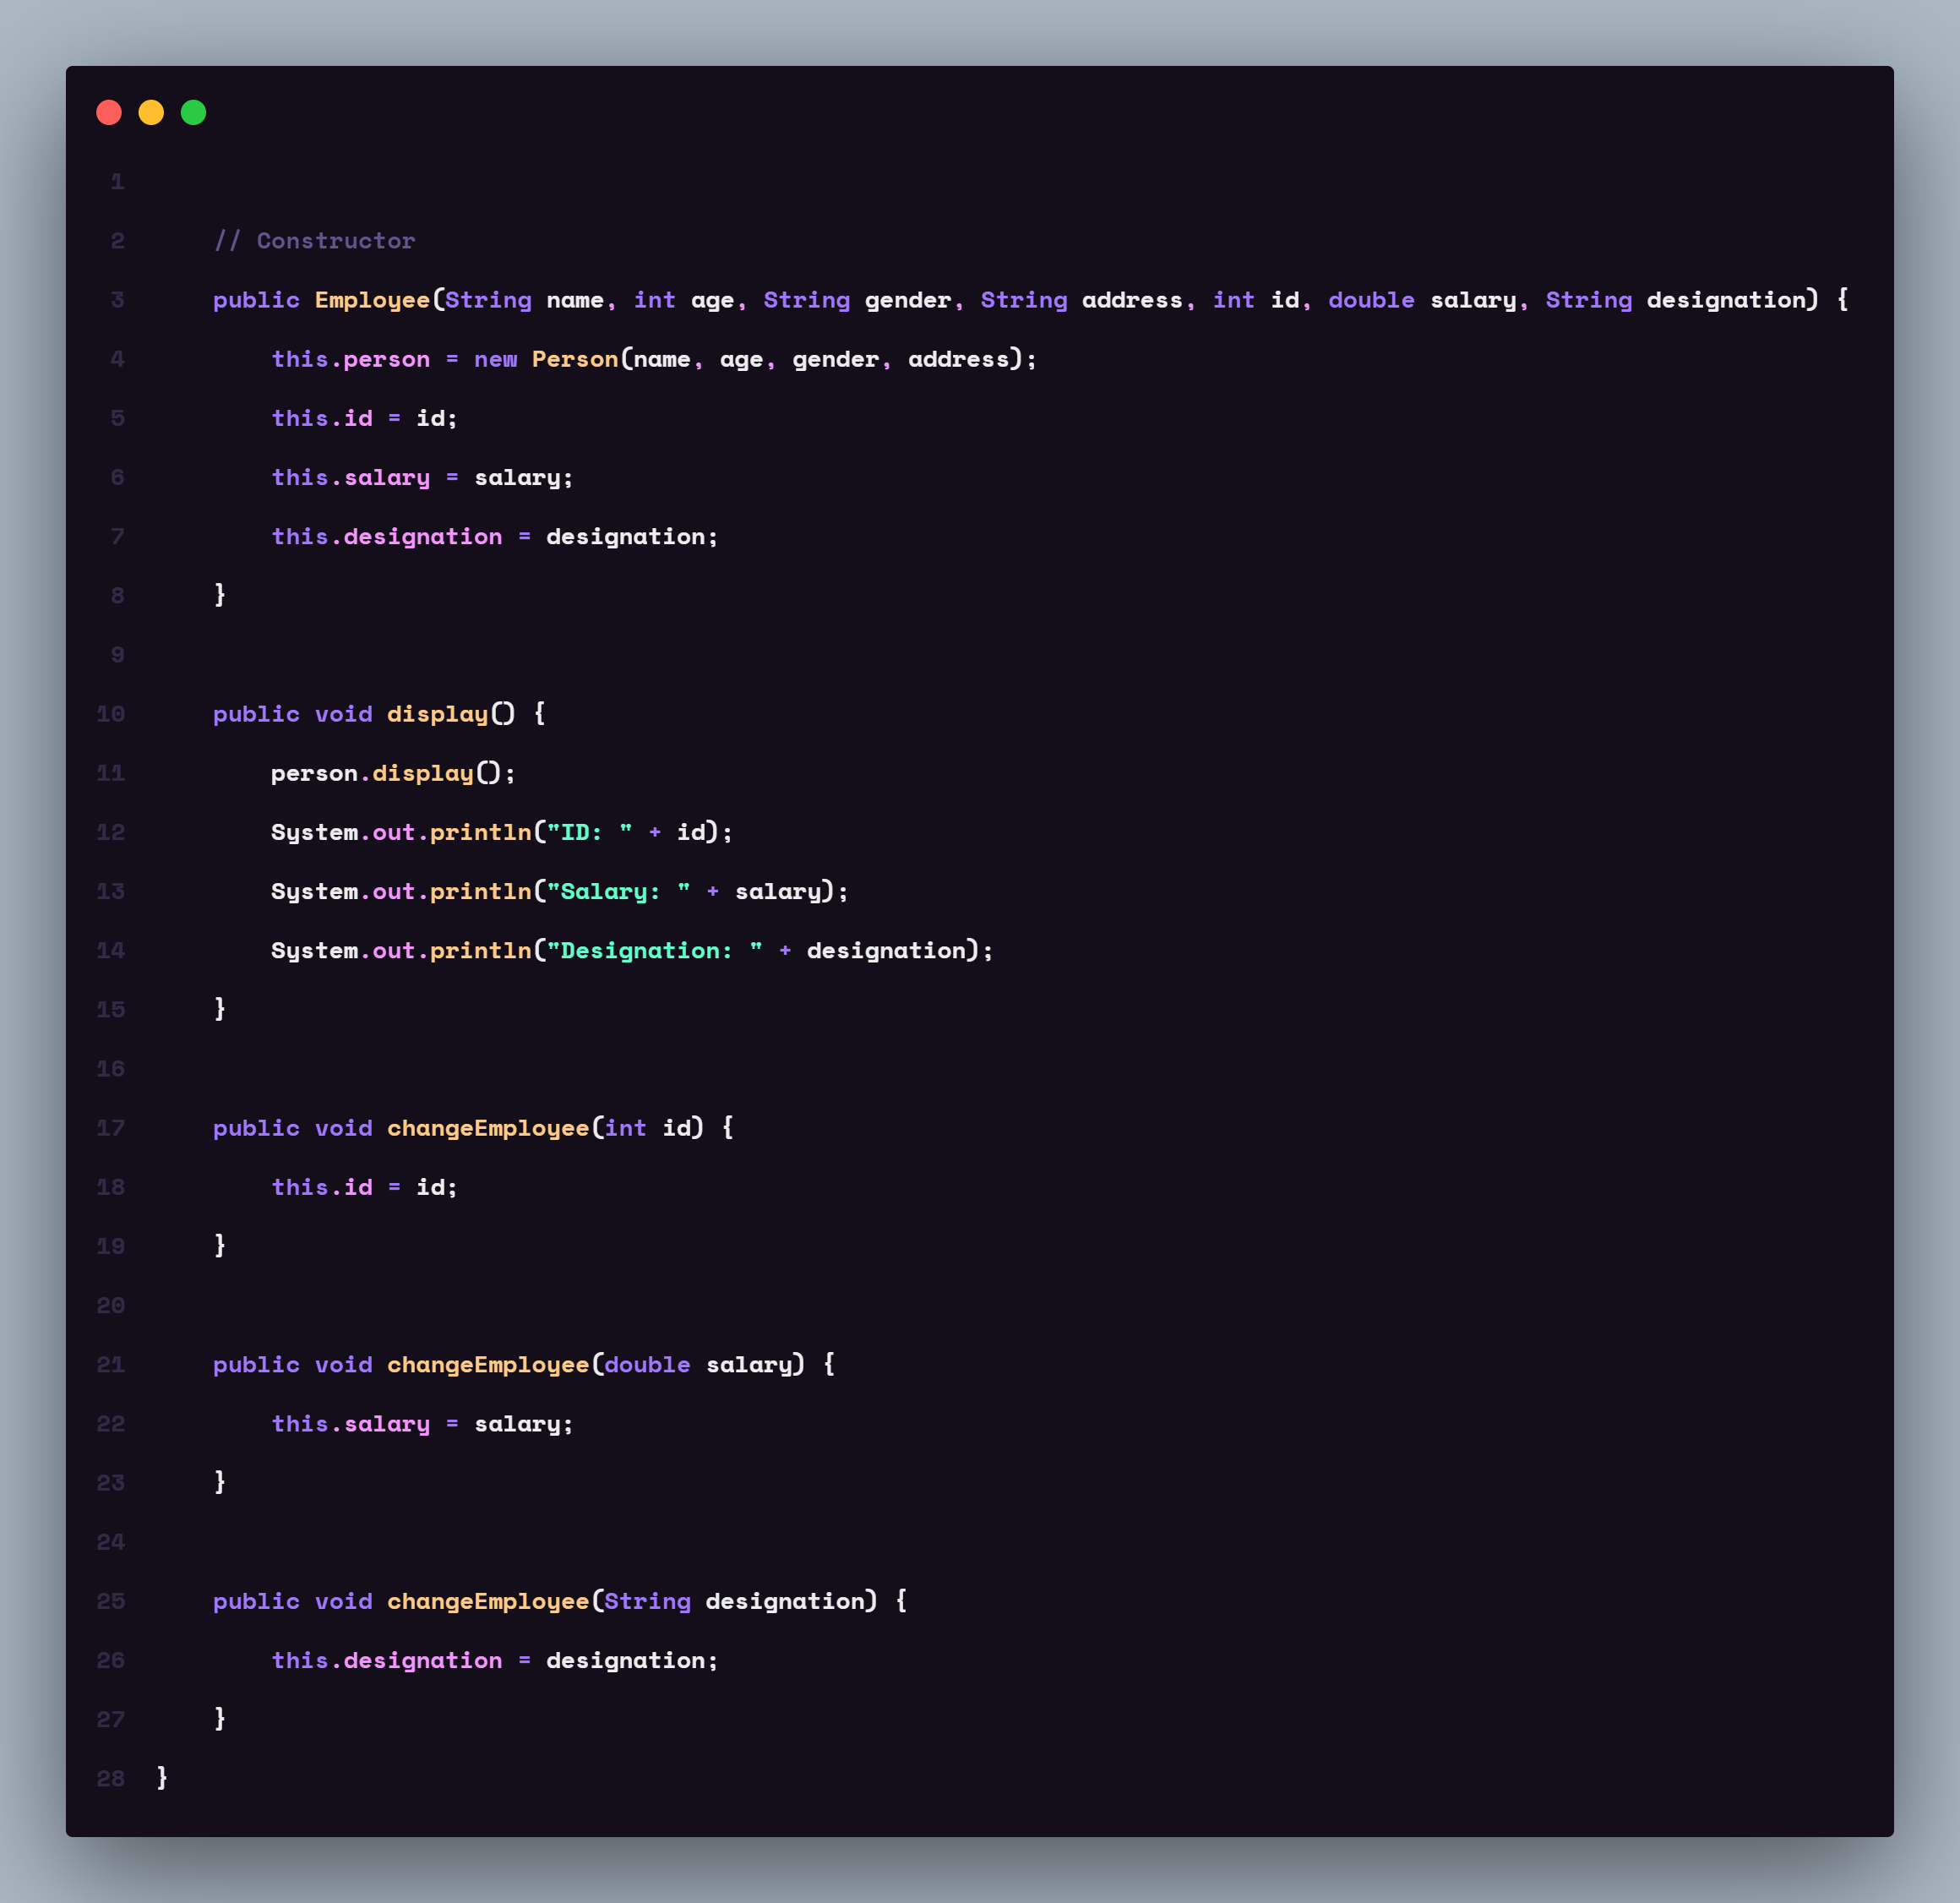 1
2 // Constructor
3 public Employee(String name, int age, String gender, String address, int id, double salary, String designation) {
4 this.person = new Person(name, age, gender, address);
5 this.id = id;
6 this.salary = salary;
7 this.designation = designation;
8 }
9
10 public void display() {
11 person.display();
12 System.out.println("ID: " + id);
13 System.out.println("Salary: " + salary);
14 System.out.println("Designation: " + designation);
15 }
16
17 public void changeEmployee(int id) {
18 this.id = id;
19 }
20
21 public void changeEmployee(double salary) {
22 this.salary = salary;
23 }
24
25 public void changeEmployee(String designation) {
26 this.designation = designation;
27 }
28 }